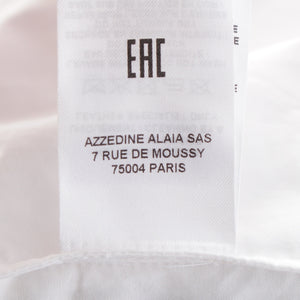 EAC
AZZEDINE ALAIA SAS
7 RUE DE MOUSSY
75004 PARIS